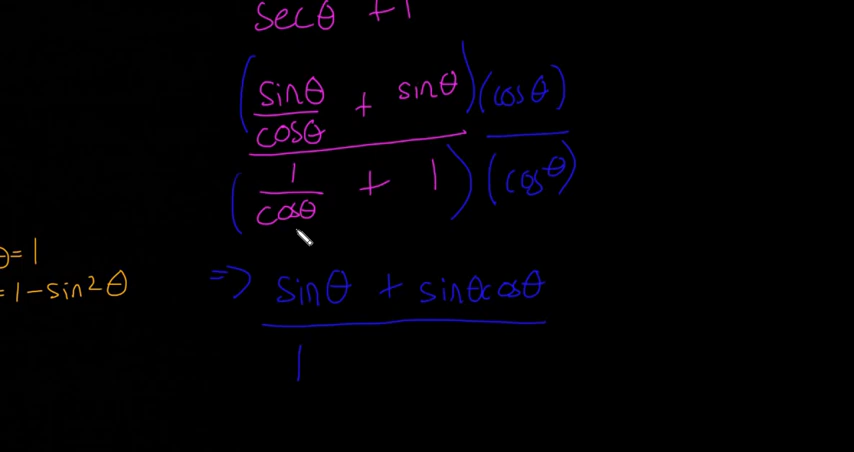 secθ + 1
(sinθ/cosθ + sinθ) (cosθ)
(1/cosθ + 1) (cosθ)
θ = 1
= 1 - sin²θ
=> sinθ + sinθcosθ
1